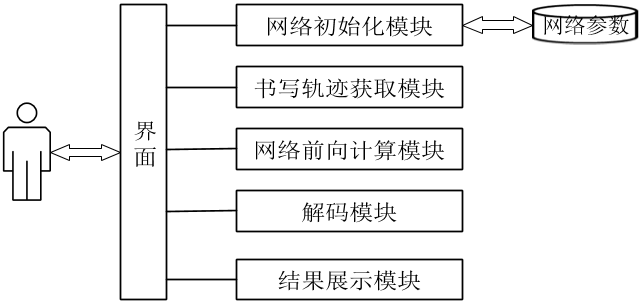 网络初始化模块
网络参数
书写轨迹获取模块
界面
网络前向计算模块
解码模块
结果展示模块